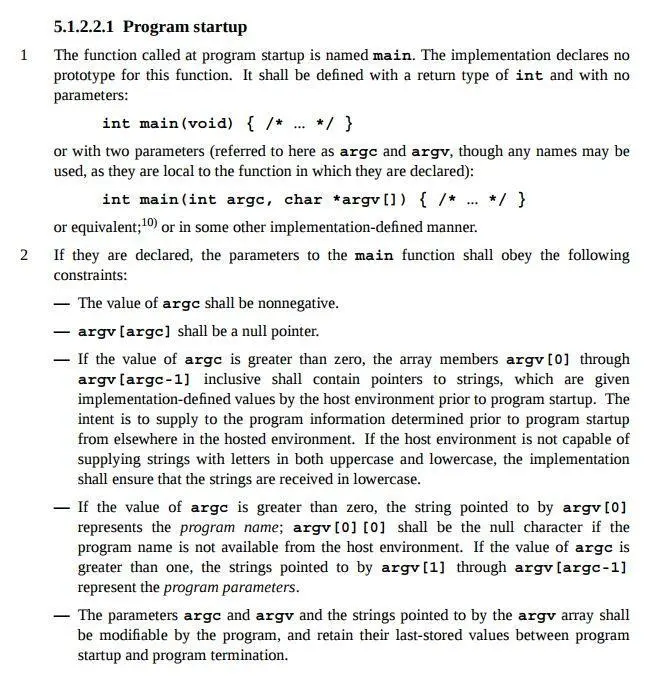 5.1.2.2.1 Program startup
1 The function called at program startup is named main. The implementation declares no
prototype for this function. It shall be defined with a return type of int and with no
parameters:
int main(void) { /* ... */ }
or with two parameters (referred to here as argc and argv, though any names may be
used, as they are local to the function in which they are declared):
int main(int argc, char *argv[]) { /* ... */ }
or equivalent;10) or in some other implementation-defined manner.
2 If they are declared, the parameters to the main function shall obey the following
constraints:
— The value of argc shall be nonnegative.
— argv[argc] shall be a null pointer.
— If the value of argc is greater than zero, the array members argv[0] through
argv[argc-1] inclusive shall contain pointers to strings, which are given
implementation-defined values by the host environment prior to program startup. The
intent is to supply to the program information determined prior to program startup
from elsewhere in the hosted environment. If the host environment is not capable of
supplying strings with letters in both uppercase and lowercase, the implementation
shall ensure that the strings are received in lowercase.
— If the value of argc is greater than zero, the string pointed to by argv[0]
represents the program name; argv[0][0] shall be the null character if the
program name is not available from the host environment. If the value of argc is
greater than one, the strings pointed to by argv[1] through argv[argc-1]
represent the program parameters.
— The parameters argc and argv and the strings pointed to by the argv array shall
be modifiable by the program, and retain their last-stored values between program
startup and program termination.